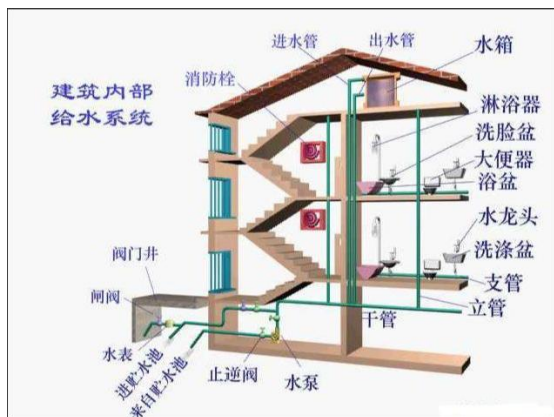 进水管
出水管
水箱
建筑内部
给水系统
消防栓
淋浴器
洗脸盆
大便器
浴盆
水龙头
洗涤盆
阀门井
闸阀
支管
立管
干管
水表
进贮水池
来自贮水池
止逆阀
水泵